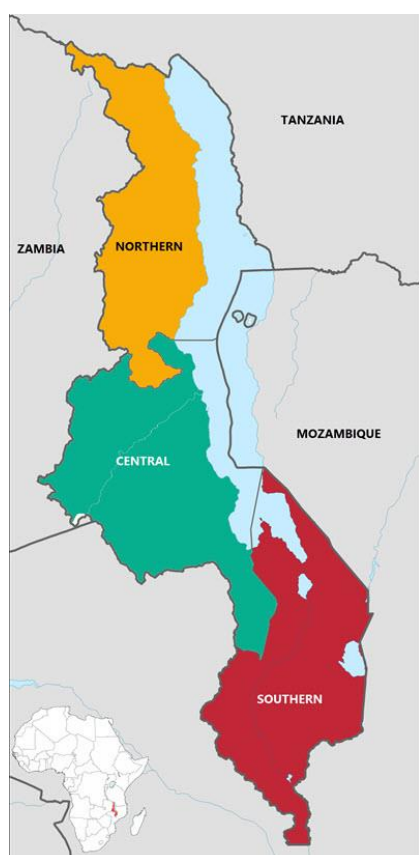 TANZANIA
ZAMBIA
NORTHERN
MOZAMBIQUE
CENTRAL
SOUTHERN